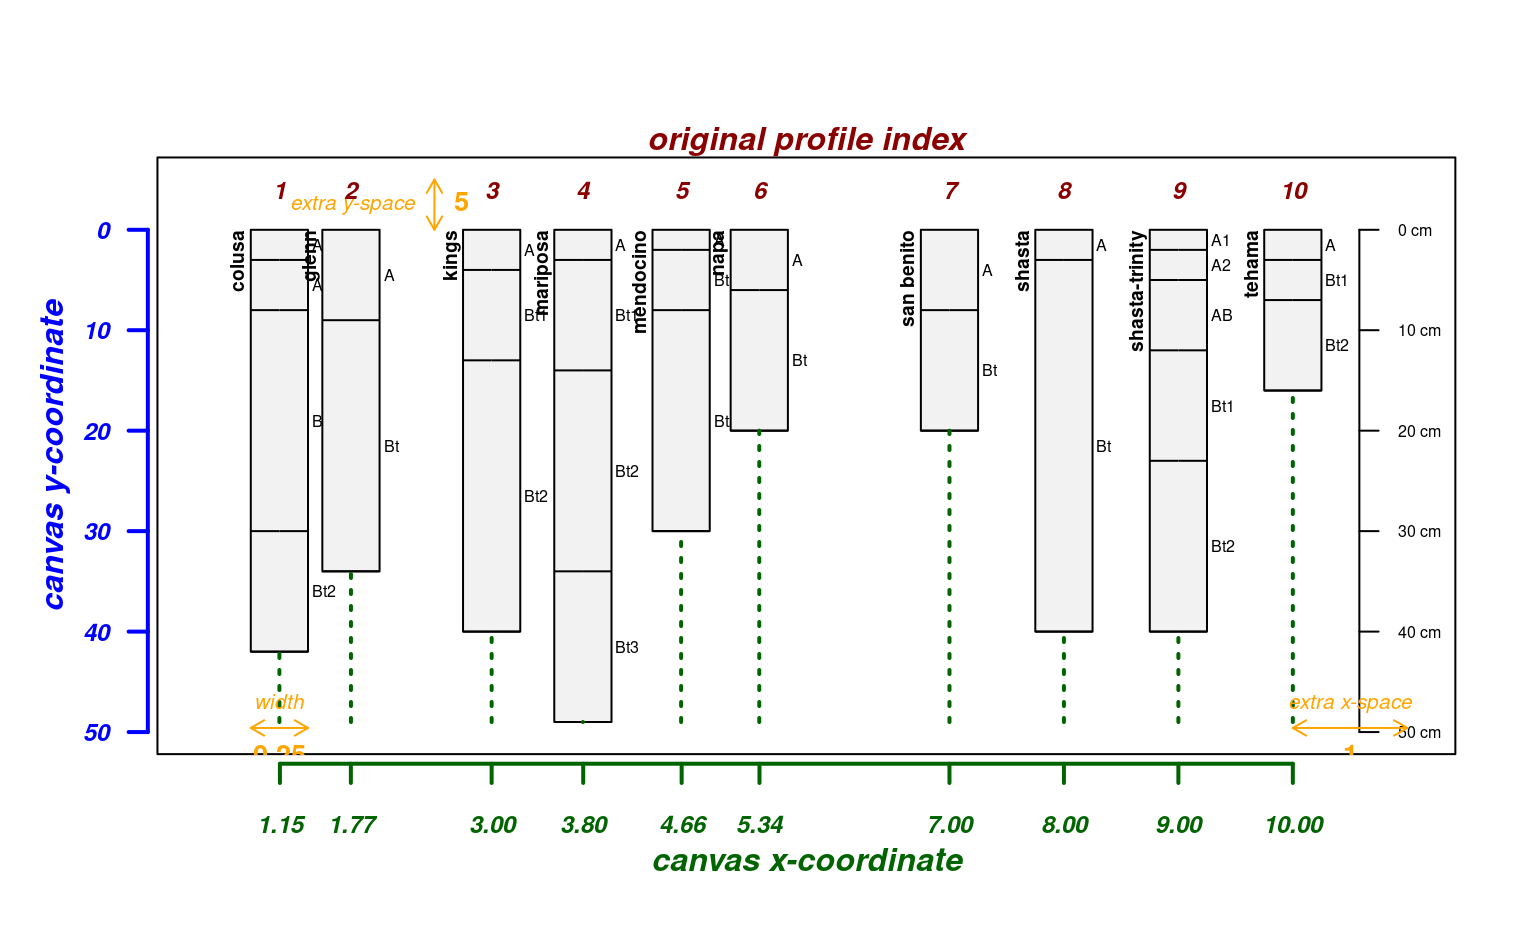 original profile index
1 2 3 4 5 6 7 8 9 10
extra y-space 5
canvas y-coordinate
0
10
20
30
40
50
colusa
A
Bt2
glenn
A
Bt
kings
A
Bt1
Bt2
mariposa
A
Bt1
Bt2
Bt3
mendocino
Bt
Bt
napa
A
Bt
san benito
A
Bt
shasta
A
Bt
shasta-trinity
A1
A2
AB
Bt1
Bt2
tehama
A
Bt1
Bt2
0 cm
10 cm
20 cm
30 cm
40 cm
50 cm
width
0.25
extra x-space
1
1.15 1.77 3.00 3.80 4.66 5.34 7.00 8.00 9.00 10.00
canvas x-coordinate